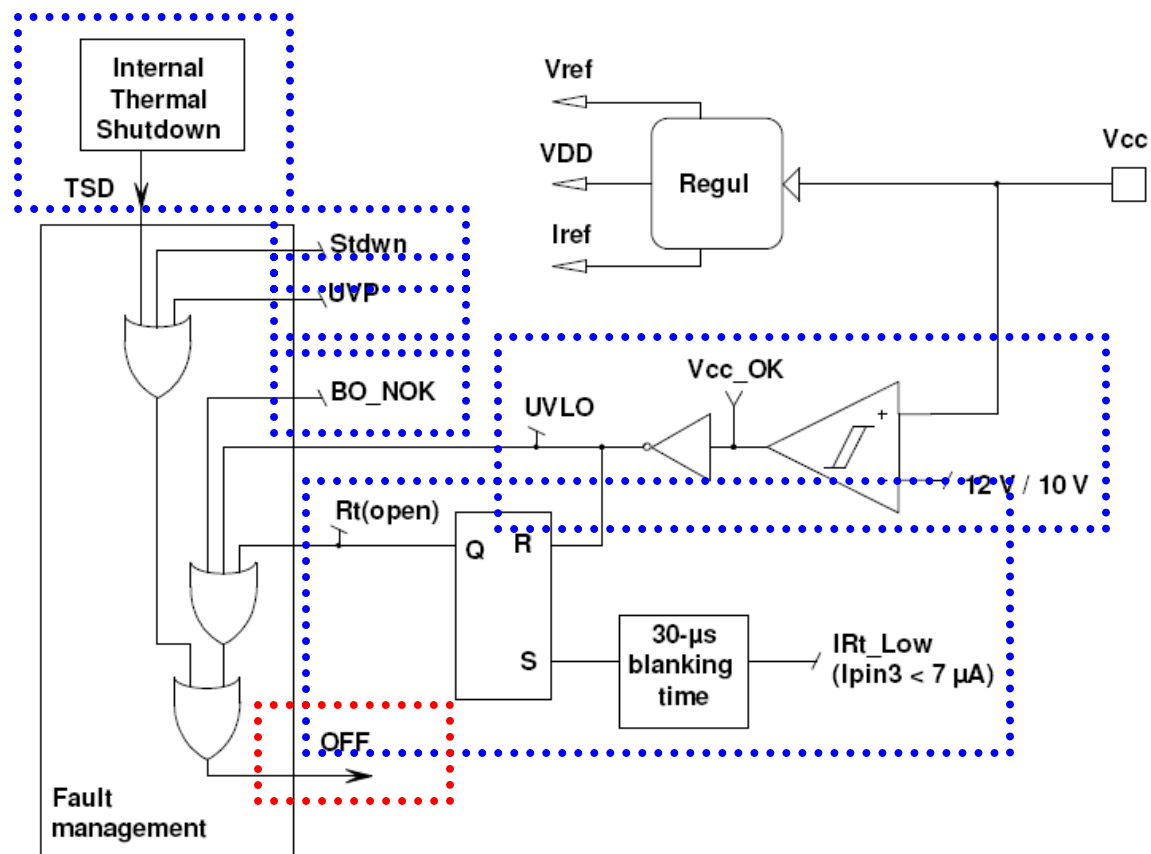 Internal
Thermal
Shutdown
TSD
Vref
VDD
Iref
Regul
Vcc
Stdwn
UVP
BO_NOK
UVLO
Vcc_OK
+
12 V / 10 V
Rt(open)
Q
R
S
30-µs
blanking
time
IRt_Low
(Ipin3 < 7 µA)
OFF
Fault
management